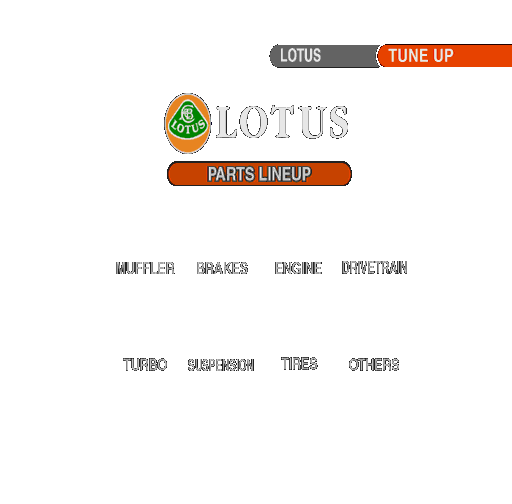 LOTUS TUNE UP
LOTUS LOTUS
PARTS LINEUP
MUFFLER BRAKES ENGINE DRIVETRAIN
TURBO SUSPENSION TIRES OTHERS